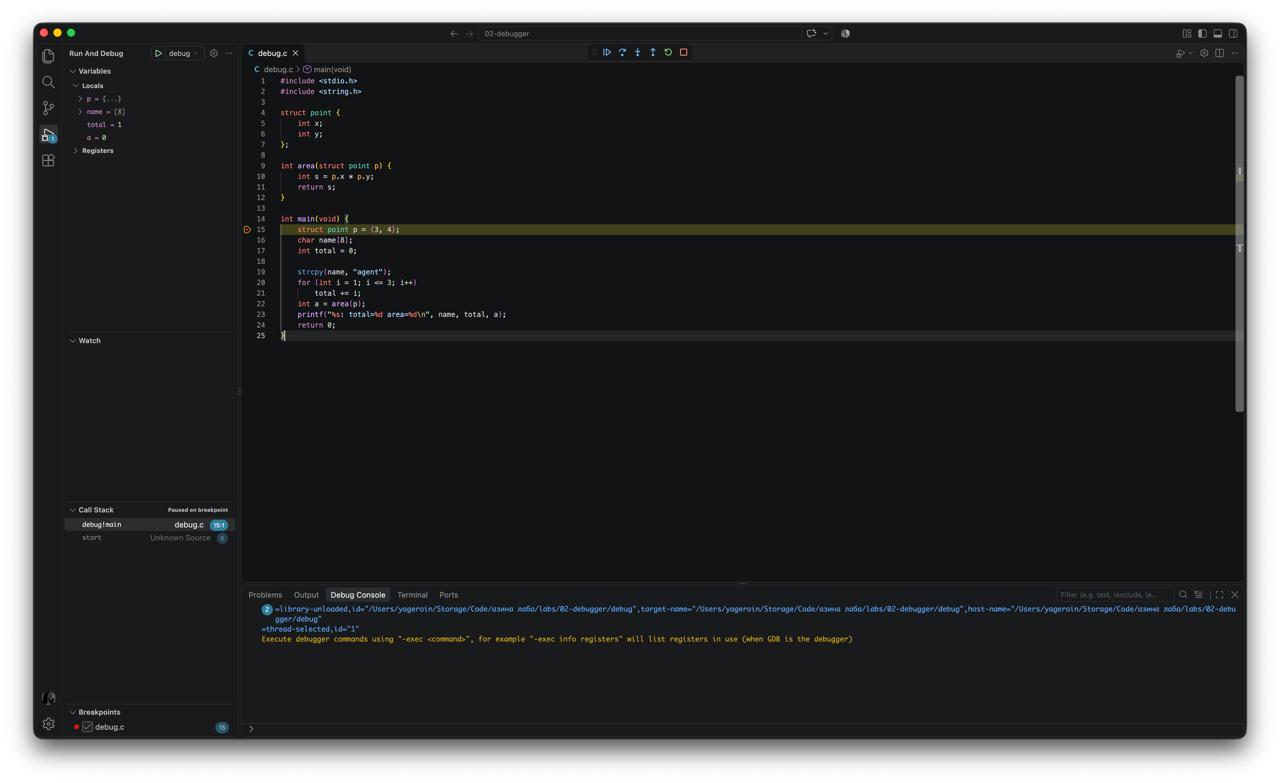 02-debugger
Run And Debug
debug
debug.c
Variables
Locals
p = {...}
name = [8]
total = 1
a = 0
Registers
Watch
Call Stack
Paused on breakpoint
debug!main debug.c 15:1
start Unknown Source 0
Breakpoints
debug.c 15
debug.c > main(void)
1 #include <stdio.h>
2 #include <string.h>
3
4 struct point {
5 int x;
6 int y;
7 };
8
9 int area(struct point p) {
10 int s = p.x * p.y;
11 return s;
12 }
13
14 int main(void) {
15 struct point p = {3, 4};
16 char name[8];
17 int total = 0;
18
19 strcpy(name, "agent");
20 for (int i = 1; i <= 3; i++)
21 total += i;
22 int a = area(p);
23 printf("%s: total=%d area=%d\n", name, total, a);
24 return 0;
25 }
Problems Output Debug Console Terminal Ports
Filter (e.g. text, !exclude, \e...
2 =library-unloaded,id="/Users/yageroin/Storage/Code/азина лаба/labs/02-debugger/debug",target-name="/Users/yageroin/Storage/Code/азина лаба/labs/02-debugger/debug",host-name="/Users/yageroin/Storage/Code/азина лаба/labs/02-debu
gger/debug"
=thread-selected,id="1"
Execute debugger commands using "-exec <command>", for example "-exec info registers" will list registers in use (when GDB is the debugger)